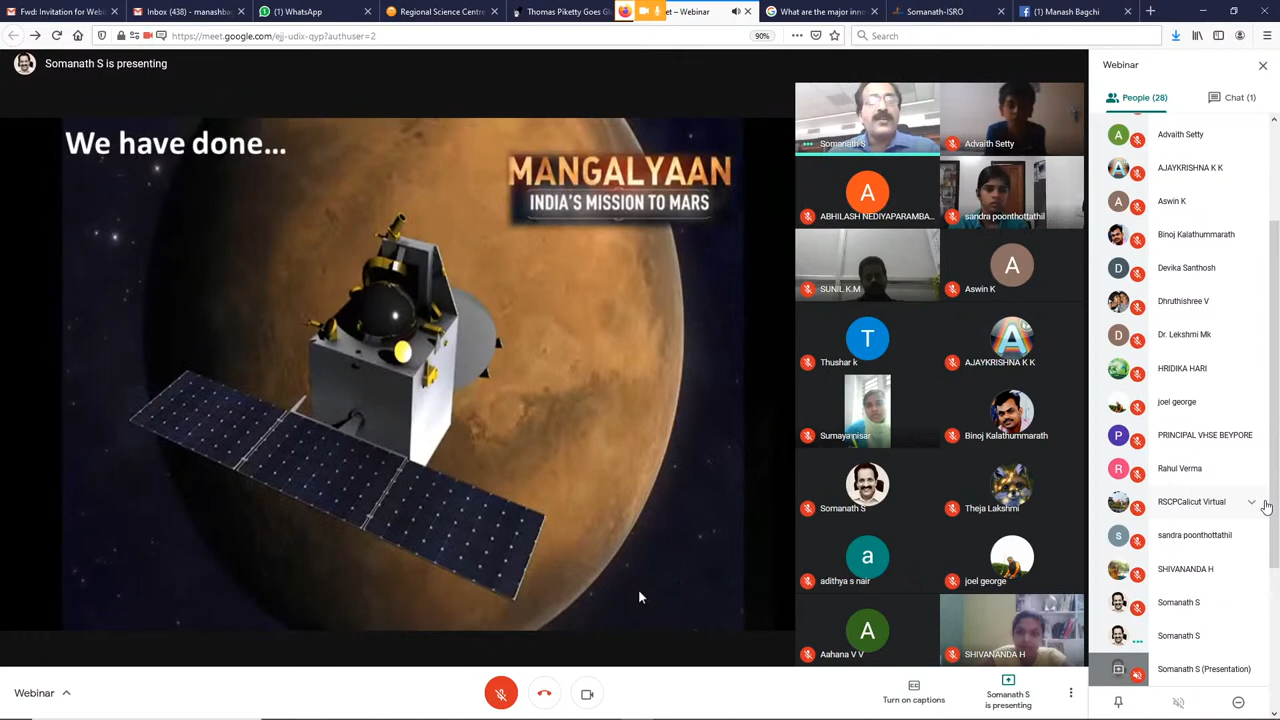 Fwd: Invitation for Web
Inbox (438) - manashb
(1) WhatsApp
Regional Science Centre
Thomas Piketty Goes Gl
et – Webinar
What are the major inno
Somanath-ISRO
(1) Manash Bagchi
https://meet.google.com/ejj-udix-qyp?authuser=2
90%
Search
Somanath S is presenting
We have done...
MANGALYAAN
INDIA'S MISSION TO MARS
Somanath S
Advaith Setty
A
ABHILASH NEDIYAPARAMBA...
sandra poonthottathil
SUNIL K.M
A
Aswin K
T
Thushar k
AJAYKRISHNA K K
Sumaya nisar
Binoj Kalathummarath
Somanath S
Theja Lakshmi
a
adithya s nair
joel george
A
Aahana V V
SHIVANANDA H
Webinar
People (28)
Chat (1)
A
Advaith Setty
AJAYKRISHNA K K
A
Aswin K
Binoj Kalathummarath
D
Devika Santhosh
Dhruthishree V
D
Dr. Lekshmi Mk
HRIDIKA HARI
joel george
P
PRINCIPAL VHSE BEYPORE
R
Rahul Verma
RSCPCalicut Virtual
s
sandra poonthottathil
SHIVANANDA H
Somanath S
Somanath S
Somanath S (Presentation)
Webinar
Turn on captions
Somanath S
is presenting